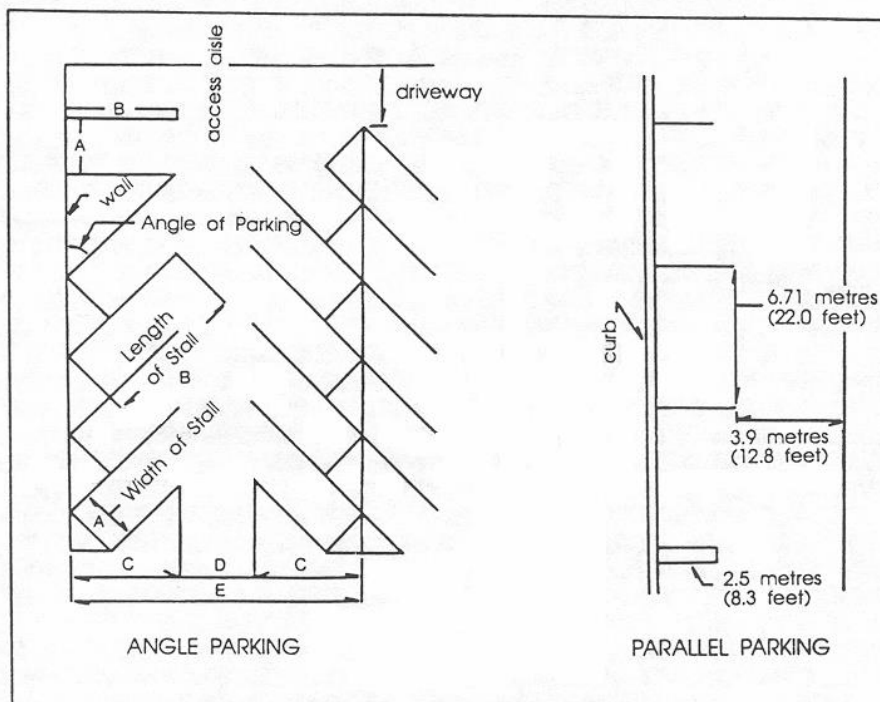 access aisle
driveway
B
A
wall
Angle of Parking
Length
of Stall
B
Width of Stall
A
C
D
C
E
ANGLE PARKING
curb
6.71 metres
(22.0 feet)
3.9 metres
(12.8 feet)
2.5 metres
(8.3 feet)
PARALLEL PARKING